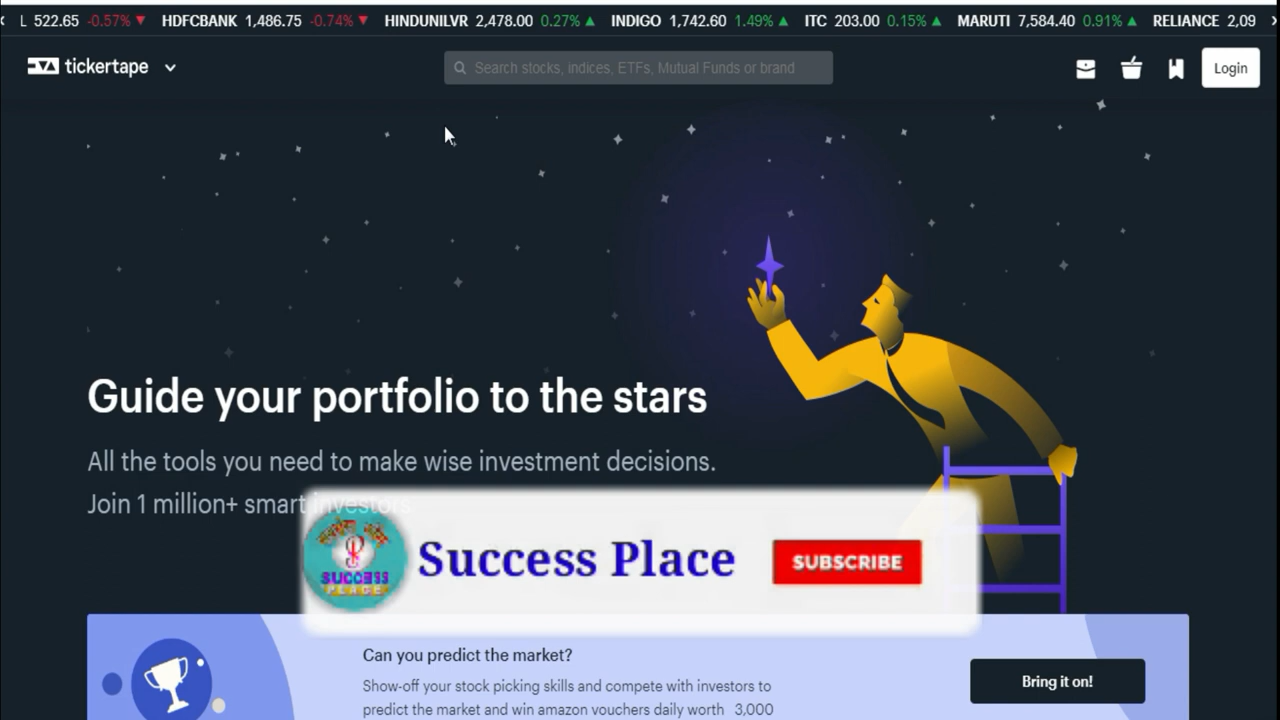 L 522.65 -0.57% ▼ HDFCBANK 1,486.75 -0.74% ▼ HINDUNILVR 2,478.00 0.27% ▲ INDIGO 1,742.60 1.49% ▲ ITC 203.00 0.15% ▲ MARUTI 7,584.40 0.91% ▲ RELIANCE 2,09
tickertape
Search stocks, indices, ETFs, Mutual Funds or brand
Login
Guide your portfolio to the stars
All the tools you need to make wise investment decisions.
Join 1 million+ smart investors
SUCCESS
PLACE
Success Place
SUBSCRIBE
Can you predict the market?
Show-off your stock picking skills and compete with investors to
predict the market and win amazon vouchers daily worth 3,000
Bring it on!